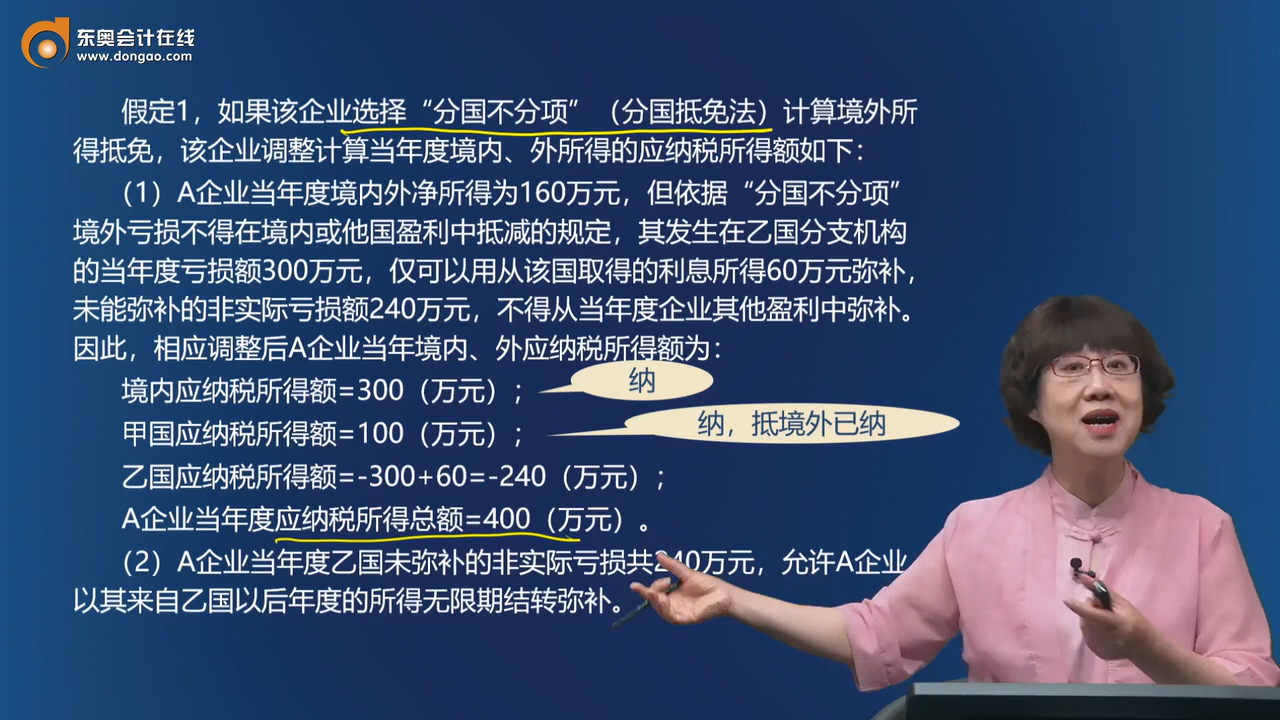 东奥会计在线
www.dongao.com
假定1，如果该企业选择“分国不分项”（分国抵免法）计算境外所
得抵免，该企业调整计算当年度境内、外所得的应纳税所得额如下：
（1）A企业当年度境内外净所得为160万元，但依据“分国不分项”
境外亏损不得在境内或他国盈利中抵减的规定，其发生在乙国分支机构
的当年度亏损额300万元，仅可以用从该国取得的利息所得60万元弥补，
未能弥补的非实际亏损额240万元，不得从当年度企业其他盈利中弥补。
因此，相应调整后A企业当年境内、外应纳税所得额为：
境内应纳税所得额=300（万元）；
纳
甲国应纳税所得额=100（万元）；
纳，抵境外已纳
乙国应纳税所得额=-300+60=-240（万元）；
A企业当年度应纳税所得总额=400（万元）。
（2）A企业当年度乙国未弥补的非实际亏损共240万元，允许A企业
以其来自乙国以后年度的所得无限期结转弥补。